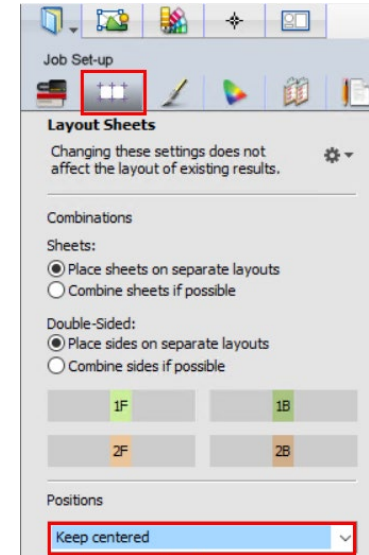 Job Set-up
Layout Sheets
Changing these settings does not
affect the layout of existing results.
Combinations
Sheets:
Place sheets on separate layouts
Combine sheets if possible
Double-Sided:
Place sides on separate layouts
Combine sides if possible
1F 1B
2F 2B
Positions
Keep centered